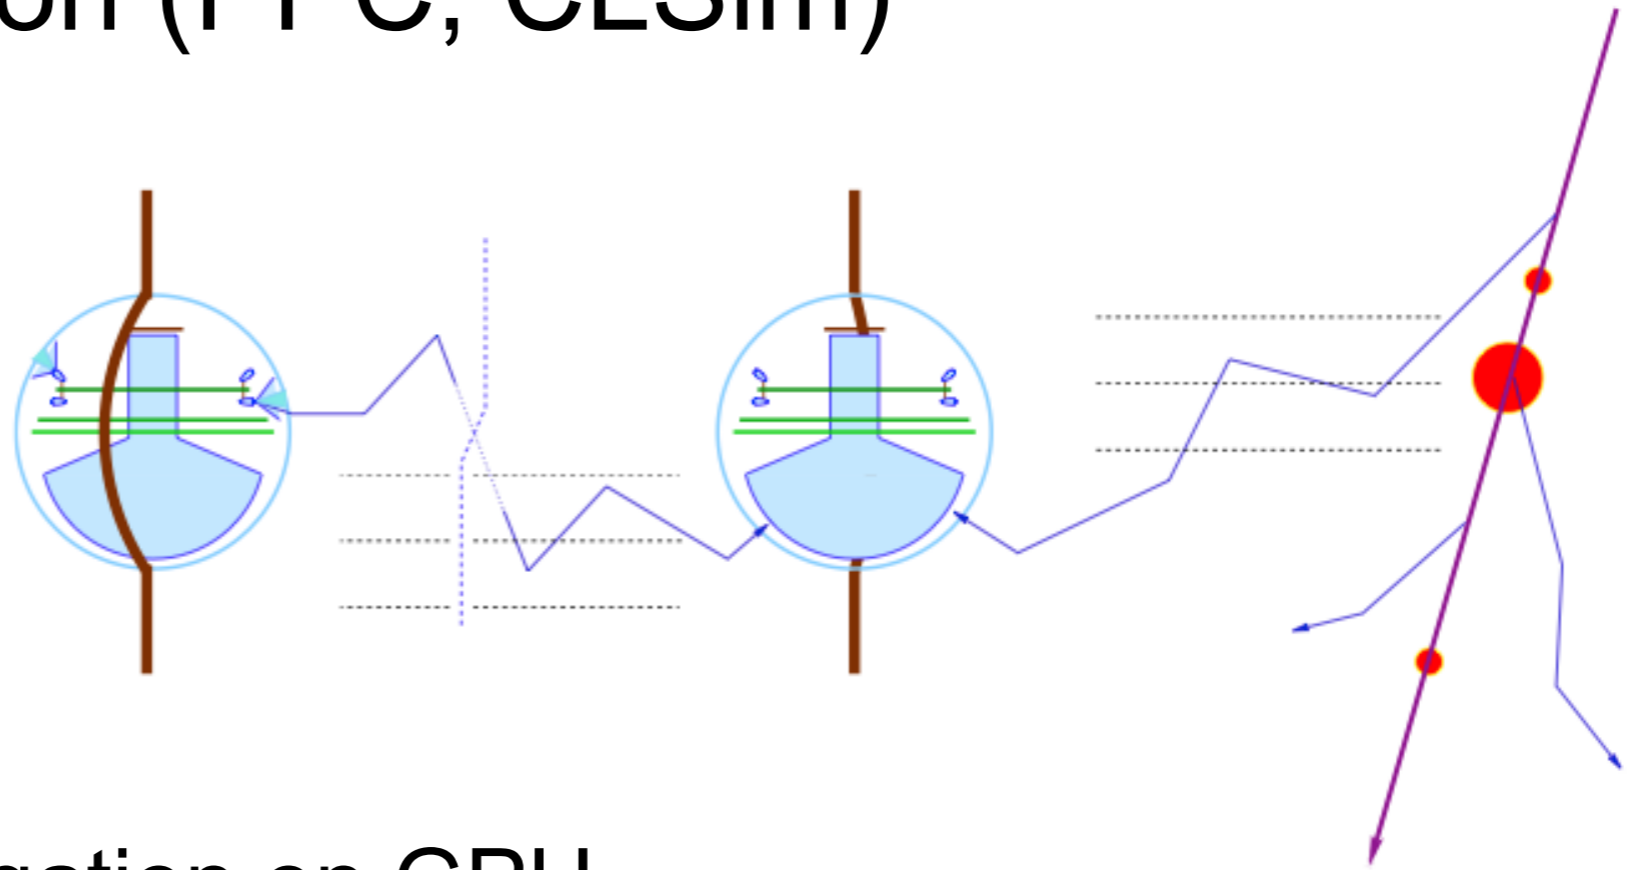 on (PPC, CLSim)
gation on GPU